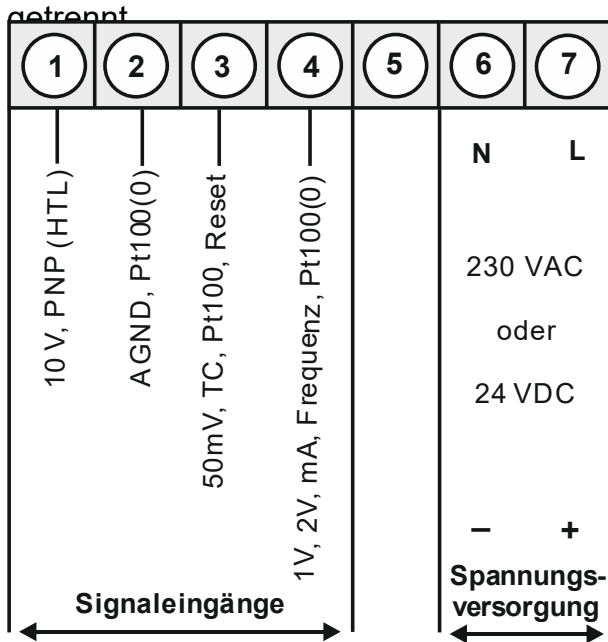 getrennt
1 2 3 4 5 6 7
10 V, PNP (HTL)
AGND, Pt100(0)
50mV, TC, Pt100, Reset
1V, 2V, mA, Frequenz, Pt100(0)
N L
230 VAC
oder
24 VDC
– +
Signaleingänge
Spannungs-
versorgung